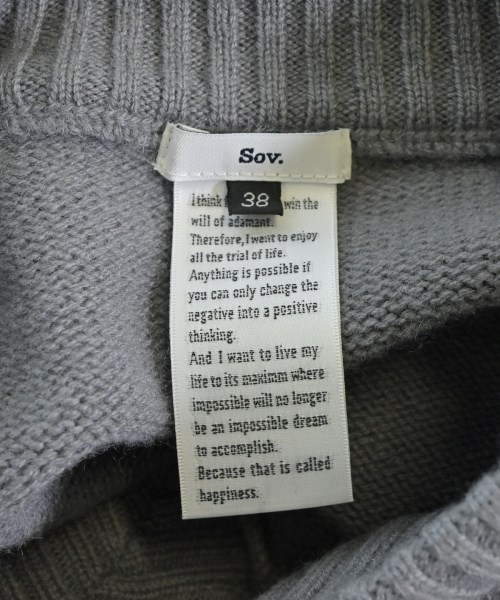 Sov.
38
I think win the
will of adamant.
Therefore, I want to enjoy
all the trial of life.
Anything is possible if
you can only change the
negative into a positive
thinking.
And I want to live my
life to its maximm where
impossible will no longer
be an impossible dream
to accomplish.
Because that is called
happiness.